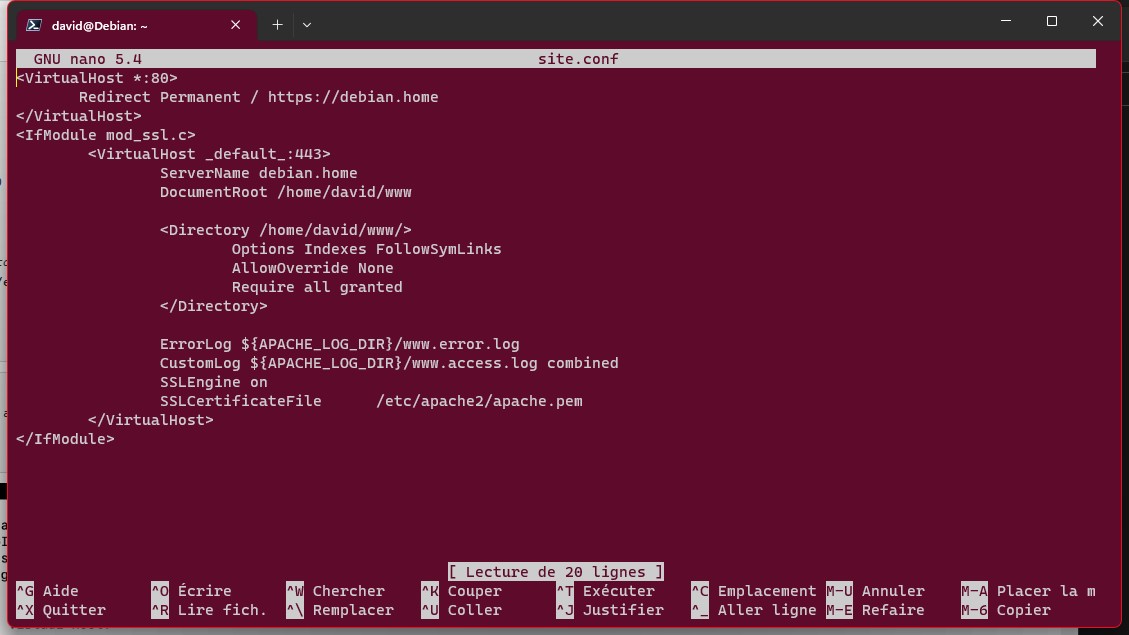 david@Debian: ~
GNU nano 5.4 site.conf
<VirtualHost *:80>
Redirect Permanent / https://debian.home
</VirtualHost>
<IfModule mod_ssl.c>
<VirtualHost _default_:443>
ServerName debian.home
DocumentRoot /home/david/www
<Directory /home/david/www/>
Options Indexes FollowSymLinks
AllowOverride None
Require all granted
</Directory>
ErrorLog ${APACHE_LOG_DIR}/www.error.log
CustomLog ${APACHE_LOG_DIR}/www.access.log combined
SSLEngine on
SSLCertificateFile /etc/apache2/apache.pem
</VirtualHost>
</IfModule>
[ Lecture de 20 lignes ]
^G Aide ^O Écrire ^W Chercher ^K Couper ^T Exécuter ^C Emplacement M-U Annuler M-A Placer la m
^X Quitter ^R Lire fich. ^\ Remplacer ^U Coller ^J Justifier ^_ Aller ligne M-E Refaire M-6 Copier